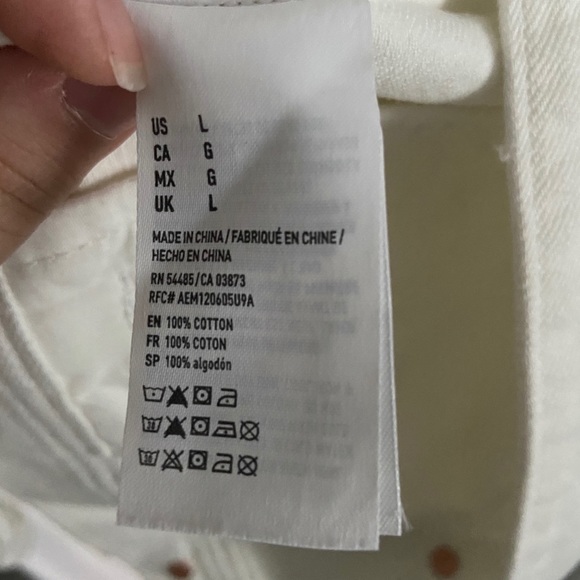 US L
CA G
MX G
UK L
MADE IN CHINA / FABRIQUÉ EN CHINE /
HECHO EN CHINA
RN 54485/CA 03873
RFC# AEM120605U9A
EN 100% COTTON
FR 100% COTON
SP 100% algodón